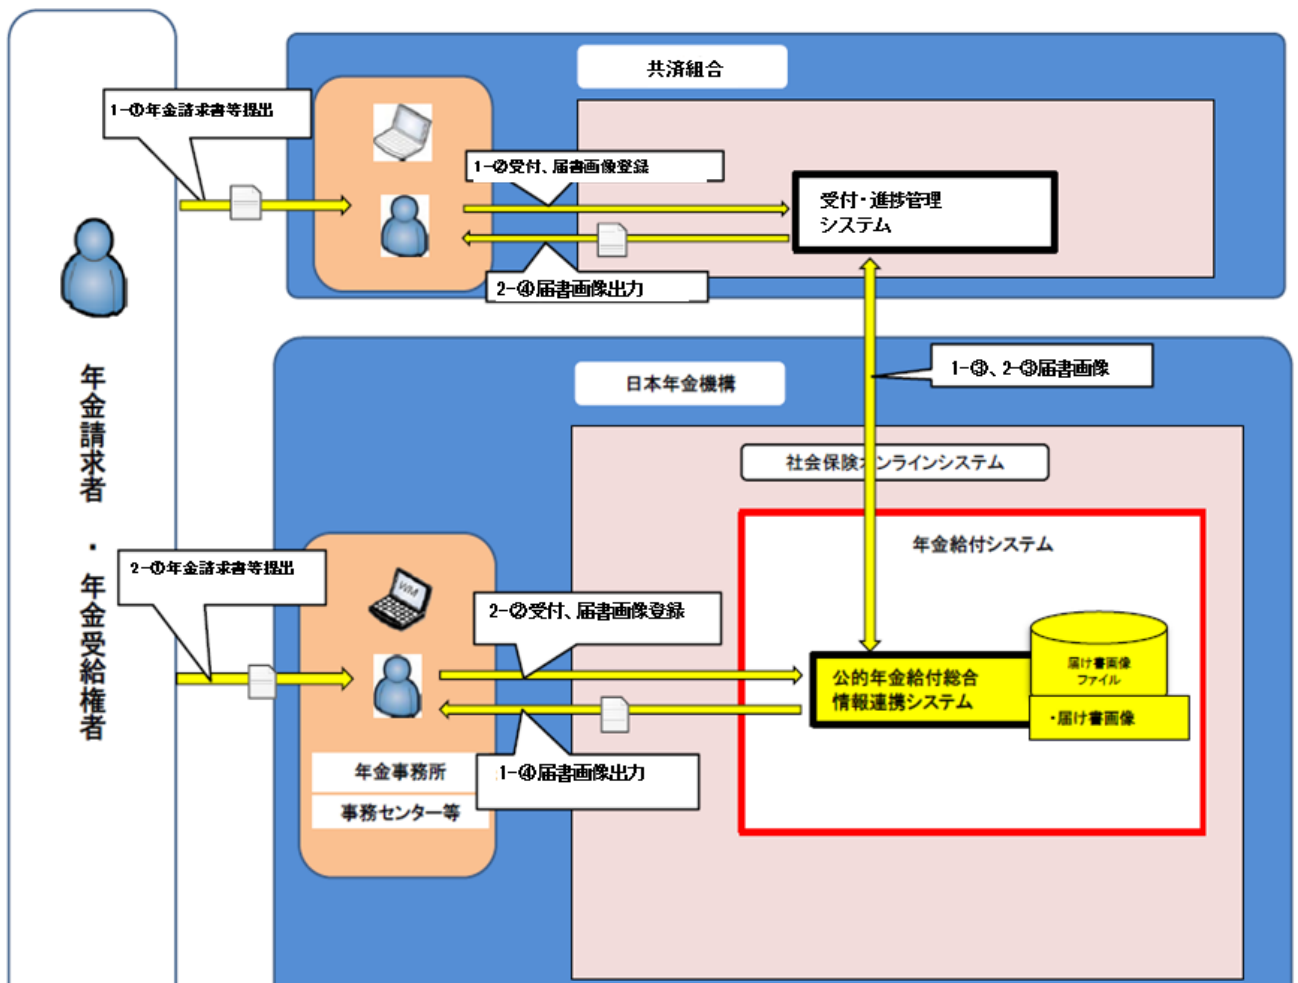 共済組合
1-①年金請求書等提出
1-②受付、届書画像登録
受付・進捗管理
システム
2-④届書画像出力
1-③、2-③届書画像
日本年金機構
社会保険オンラインシステム
年金給付システム
年金請求者・年金受給権者
2-①年金請求書等提出
WM
2-②受付、届書画像登録
届け書画像
ファイル
公的年金給付総合
情報連携システム
・届け書画像
1-④届書画像出力
年金事務所
事務センター等